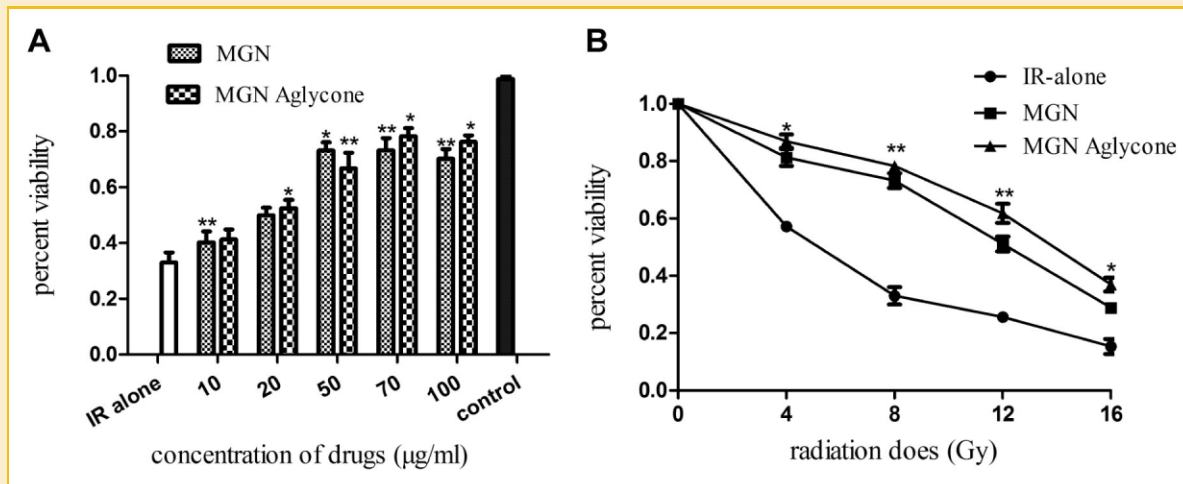 A
MGN
MGN Aglycone
percent viability
1.0
0.8
0.6
0.4
0.2
0.0
** * * ** ** * ** *
IR alone 10 20 50 70 100 control
concentration of drugs (μg/ml)
B
IR-alone
MGN
MGN Aglycone
percent viability
1.0
0.8
0.6
0.4
0.2
0.0
* ** ** *
0 4 8 12 16
radiation does (Gy)